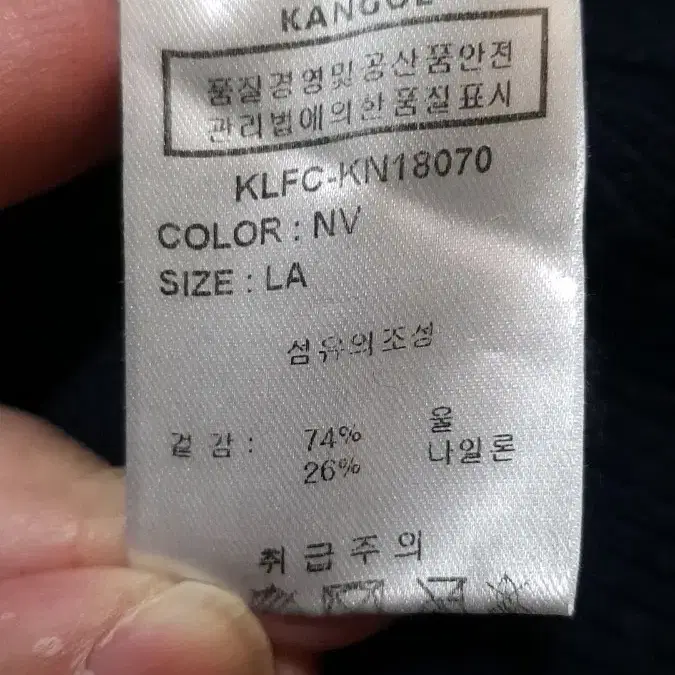 KANGOL
품질경영및공산품안전
관리법에의한품질표시
KLFC-KN18070
COLOR : NV
SIZE : LA
섬유의조성
겉 감 : 74% 울
26% 나일론
취급주의